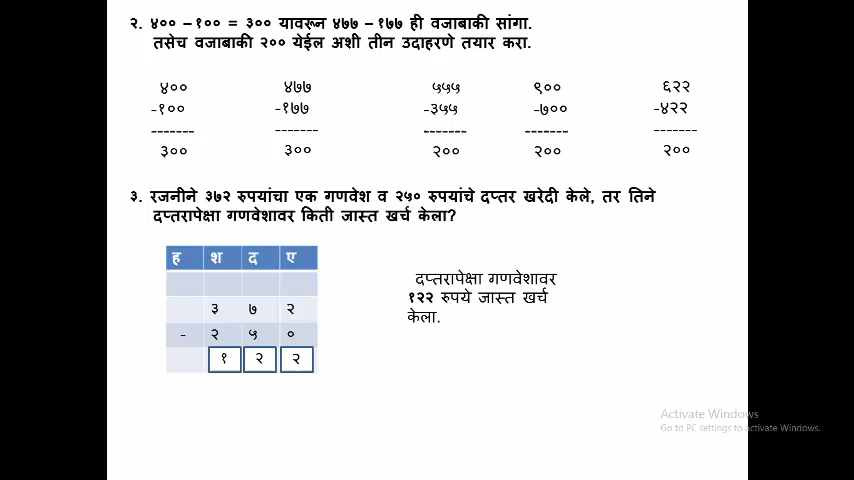 २. ४०० – १०० = ३०० यावरून ४७७ – १७७ ही वजाबाकी सांगा.
तसेच वजाबाकी २०० येईल अशी तीन उदाहरणे तयार करा.
४०० ४७७ ५५५ ९०० ६२२
-१०० -१७७ -३५५ -७०० -४२२
------- ------- ------- ------- -------
३०० ३०० २०० २०० २००
३. रजनीने ३७२ रुपयांचा एक गणवेश व २५० रुपयांचे दप्तर खरेदी केले, तर तिने
दप्तरापेक्षा गणवेशावर किती जास्त खर्च केला?
ह श द ए
३ ७ २
- २ ५ ०
१ २ २
दप्तरापेक्षा गणवेशावर
१२२ रुपये जास्त खर्च
केला.
Activate Windows
Go to PC settings to activate Windows.